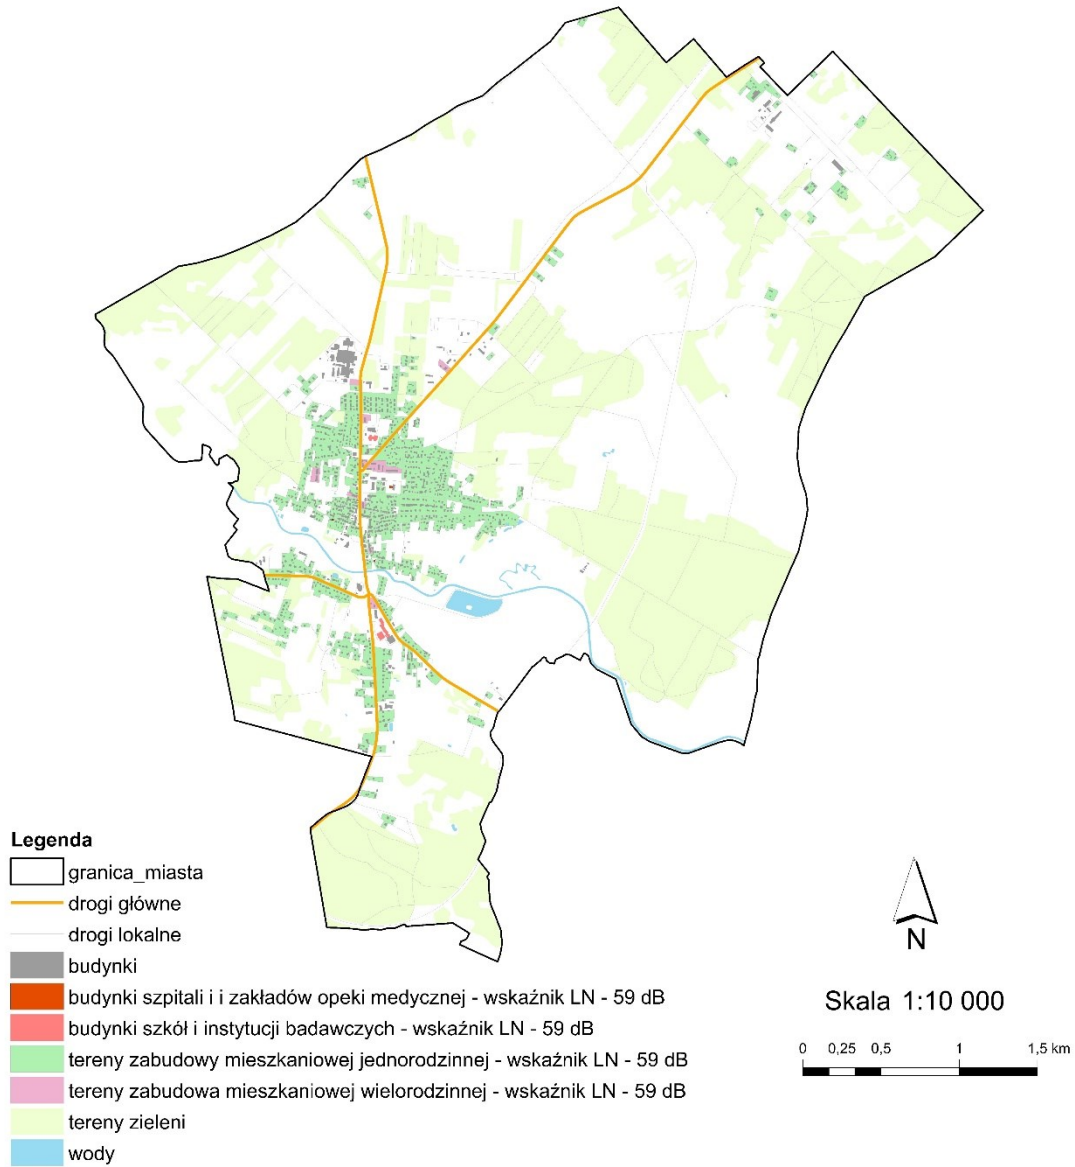 Legenda
granica_miasta
drogi główne
drogi lokalne
budynki
budynki szpitali i i zakładów opeki medycznej - wskaźnik LN - 59 dB
budynki szkół i instytucji badawczych - wskaźnik LN - 59 dB
tereny zabudowy mieszkaniowej jednorodzinnej - wskaźnik LN - 59 dB
tereny zabudowa mieszkaniowej wielorodzinnej - wskaźnik LN - 59 dB
tereny zieleni
wody
N
Skala 1:10 000
0 0,25 0,5 1 1,5 km